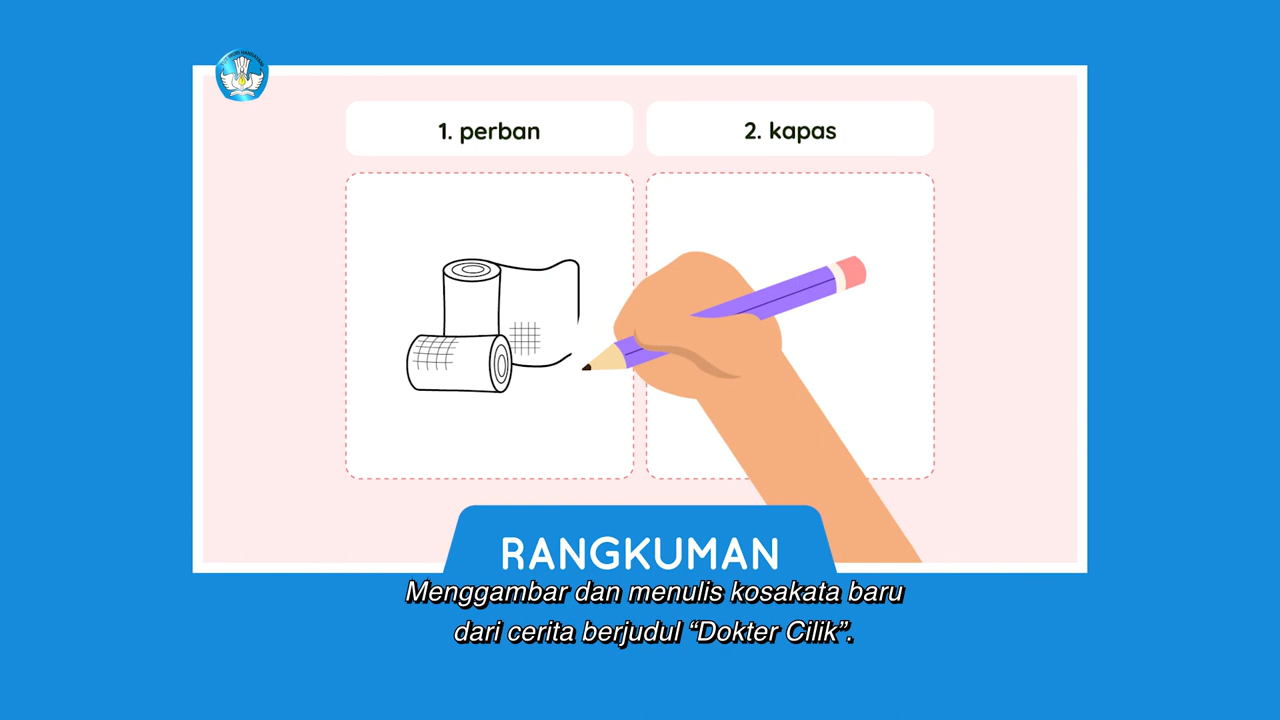 1. perban
2. kapas
RANGKUMAN
Menggambar dan menulis kosakata baru
dari cerita berjudul “Dokter Cilik”.